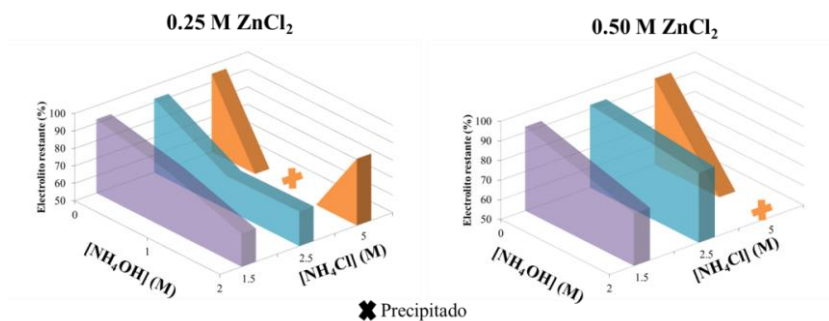 0.25 M ZnCl₂
100
90
80
70
60
50
Electrolito restante (%)
0
1
2
[NH₄OH] (M)
1.5
2.5
5
[NH₄Cl] (M)
0.50 M ZnCl₂
100
90
80
70
60
50
Electrolito restante (%)
0
2
[NH₄OH] (M)
1.5
2.5
5
[NH₄Cl] (M)
Precipitado